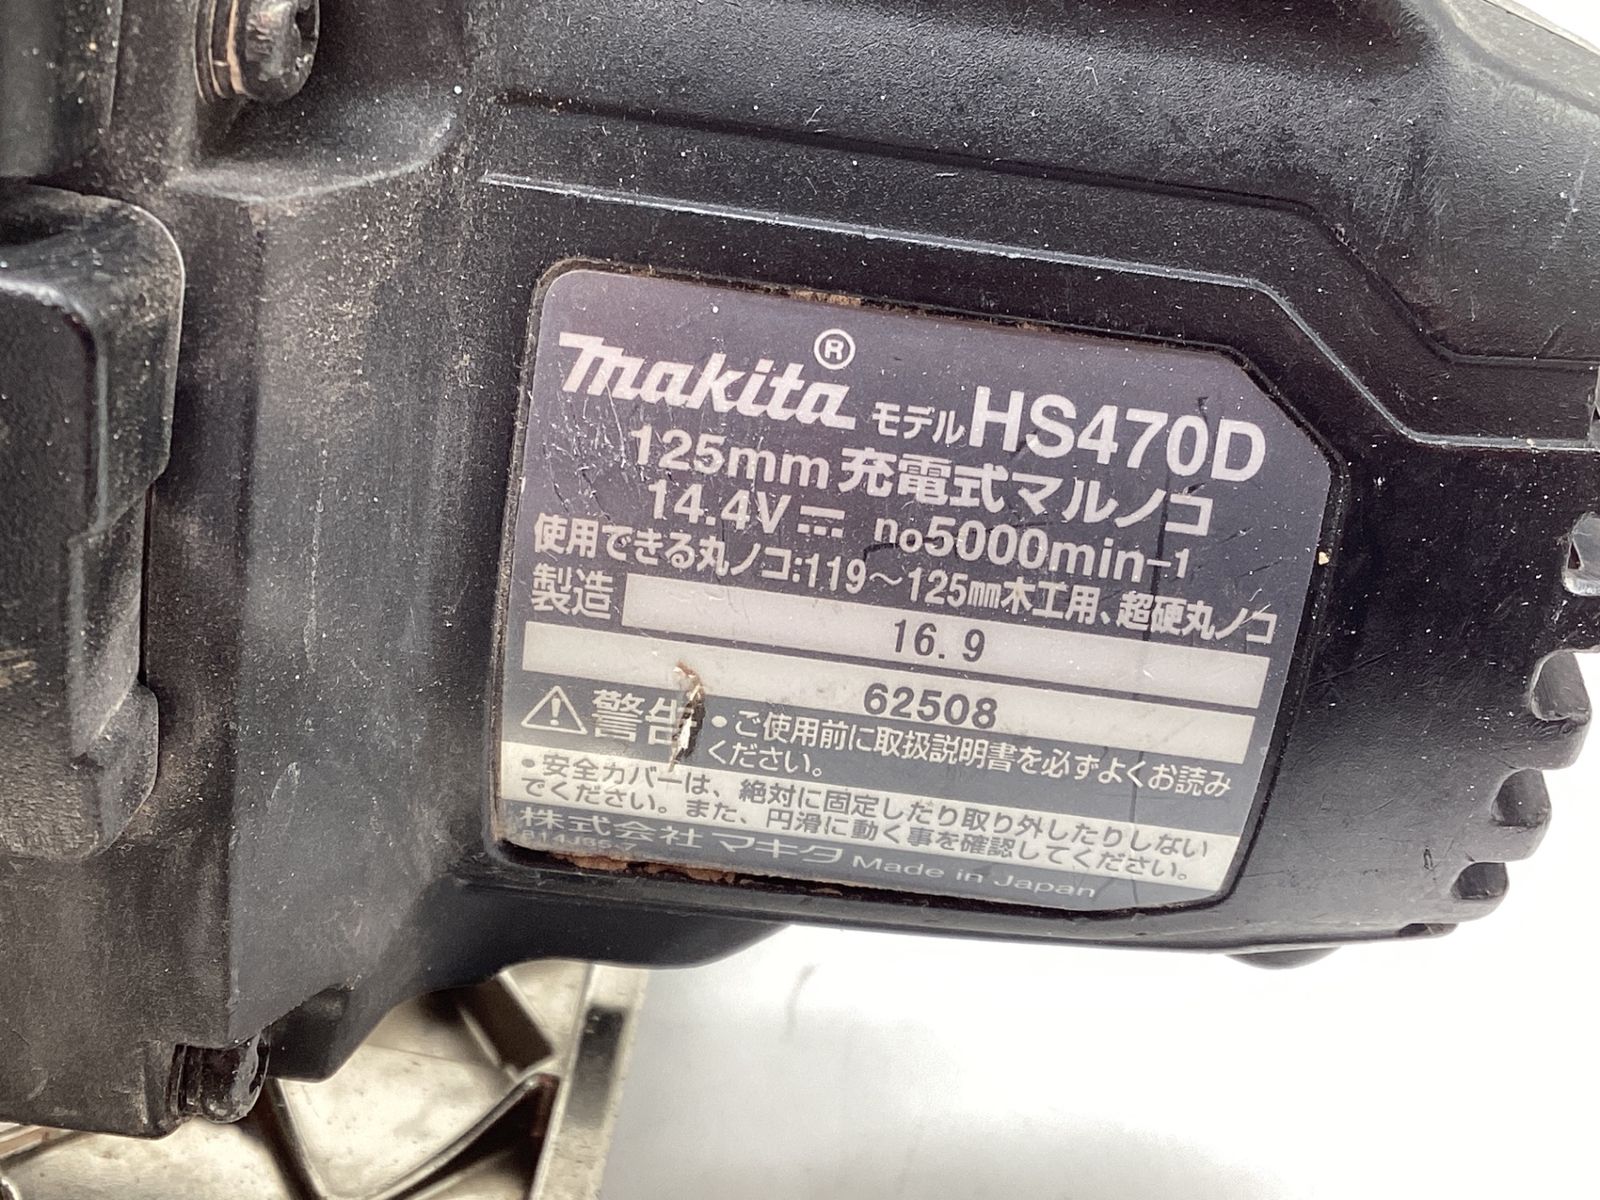 makita® モデル HS470D
125mm 充電式マルノコ
14.4V no5000min-1
使用できる丸ノコ:119～125mm木工用、超硬丸ノコ
製造 16. 9
62508
警告 ・ご使用前に取扱説明書を必ずよくお読み
ください。
・安全カバーは、絶対に固定したり取り外したりしない
でください。また、円滑に動く事を確認してください。
株式会社 マキタ Made in Japan